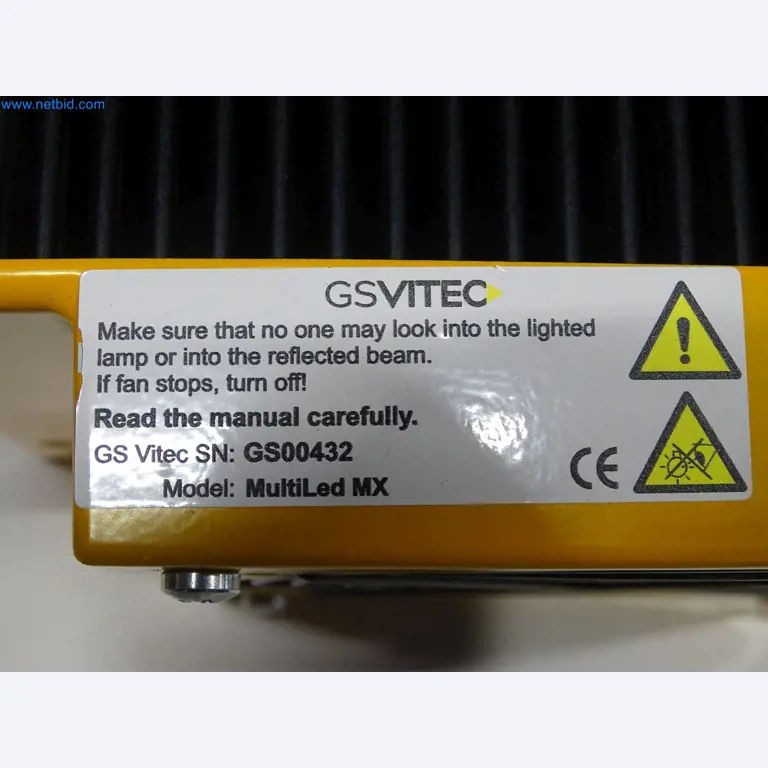 www.netbid.com
GSVITEC
Make sure that no one may look into the lighted
lamp or into the reflected beam.
If fan stops, turn off!
Read the manual carefully.
GS Vitec SN: GS00432
Model: MultiLed MX
CE